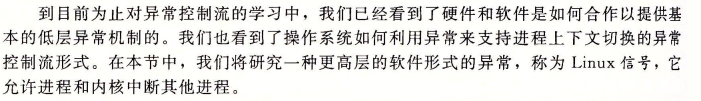 到目前为止对异常控制流的学习中，我们已经看到了硬件和软件是如何合作以提供基
本的低层异常机制的。我们也看到了操作系统如何利用异常来支持进程上下文切换的异常
控制流形式。在本节中，我们将研究一种更高层的软件形式的异常，称为 Linux 信号，它
允许进程和内核中断其他进程。